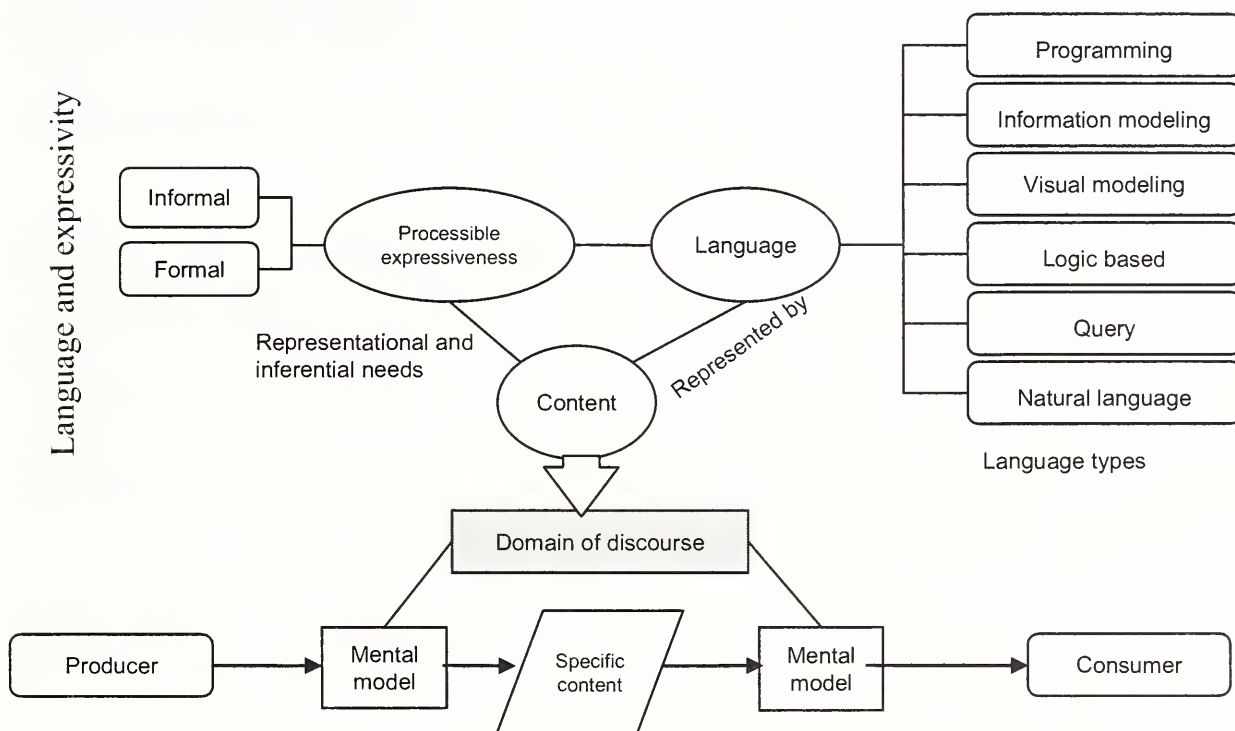 Language and expressivity
Informal
Formal
Processible
expressiveness
Language
Programming
Information modeling
Visual modeling
Logic based
Query
Natural language
Language types
Representational and
inferential needs
Represented by
Content
Domain of discourse
Producer
Mental
model
Specific
content
Mental
model
Consumer